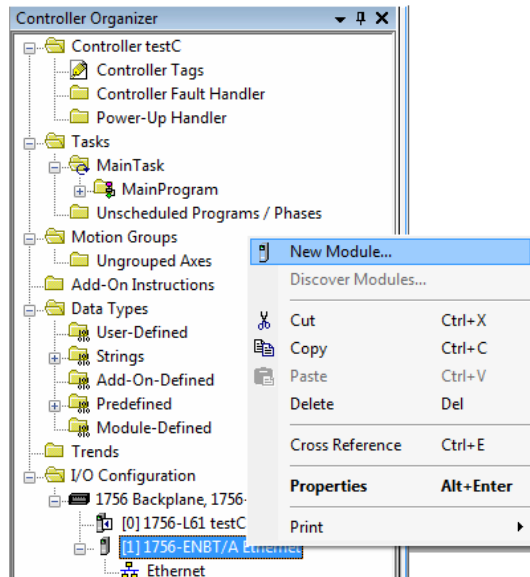 Controller Organizer
Controller testC
Controller Tags
Controller Fault Handler
Power-Up Handler
Tasks
MainTask
MainProgram
Unscheduled Programs / Phases
Motion Groups
Ungrouped Axes
Add-On Instructions
Data Types
User-Defined
Strings
Add-On-Defined
Predefined
Module-Defined
Trends
I/O Configuration
1756 Backplane, 1756-
[0] 1756-L61 testC
[1] 1756-ENBT/A Ethernet
Ethernet
New Module...
Discover Modules...
Cut Ctrl+X
Copy Ctrl+C
Paste Ctrl+V
Delete Del
Cross Reference Ctrl+E
Properties Alt+Enter
Print